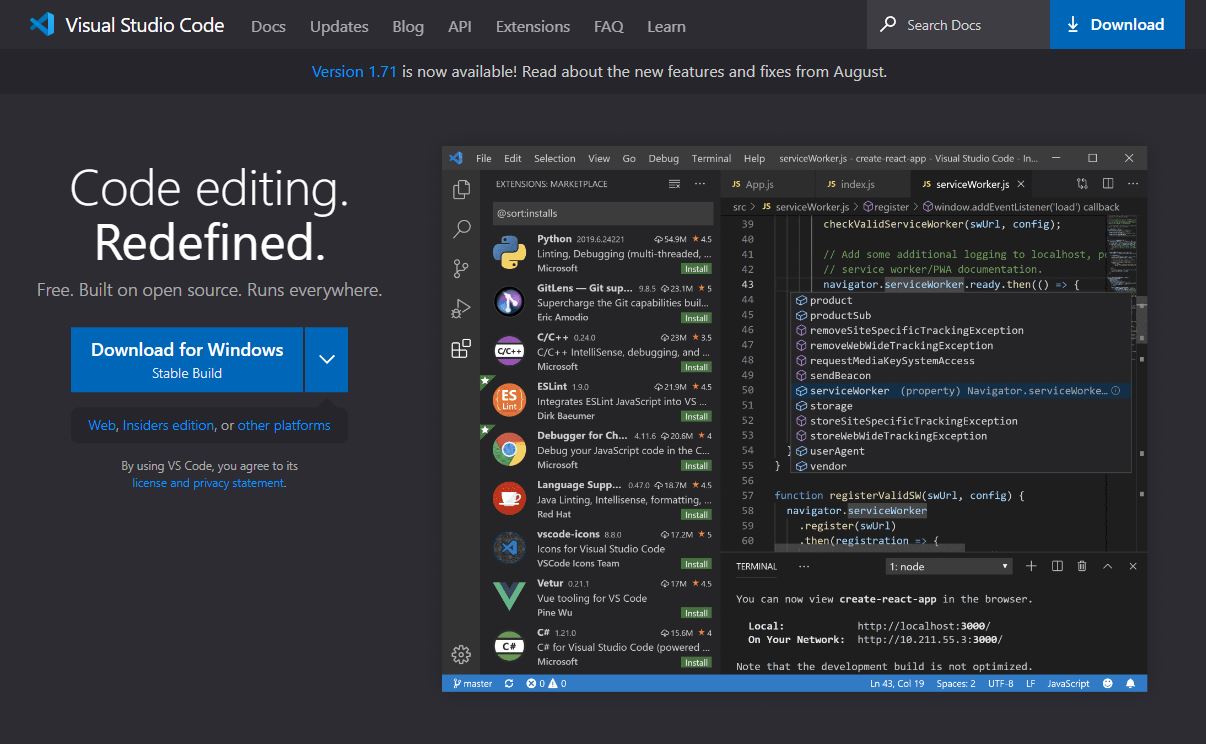 Visual Studio Code Docs Updates Blog API Extensions FAQ Learn Search Docs Download
Version 1.71 is now available! Read about the new features and fixes from August.
Code editing.
Redefined.
Free. Built on open source. Runs everywhere.
Download for Windows
Stable Build
Web, Insiders edition, or other platforms
By using VS Code, you agree to its
license and privacy statement.
File Edit Selection View Go Debug Terminal Help serviceWorker.js - create-react-app - Visual Studio Code - In...
EXTENSIONS: MARKETPLACE
@sort:installs
Python 2019.6.24221 54.9M 4.5
Linting, Debugging (multi-threaded, ...
Microsoft Install
GitLens — Git sup... 9.8.5 23.1M 5
Supercharge the Git capabilities buil...
Eric Amodio Install
C/C++
C/C++ 0.24.0 23M 3.5
C/C++ IntelliSense, debugging, and ...
Microsoft Install
ES
Lint
ESLint 1.9.0 21.9M 4.5
Integrates ESLint JavaScript into VS ...
Dirk Baeumer Install
Debugger for Ch... 4.11.6 20.6M 4
Debug your JavaScript code in the C...
Microsoft Install
Language Supp... 0.47.0 18.7M 4.5
Java Linting, Intellisense, formatting, ...
Red Hat Install
vscode-icons 8.8.0 17.2M 5
Icons for Visual Studio Code
VSCode Icons Team Install
Vetur 0.21.1 17M 4.5
Vue tooling for VS Code
Pine Wu Install
C#
C# 1.21.0 15.6M 4
C# for Visual Studio Code (powered ...
Microsoft Install
JS App.js JS index.js JS serviceWorker.js
src > JS serviceWorker.js > register > window.addEventListener('load') callback
39 checkValidServiceWorker(swUrl, config);
40
41 // Add some additional logging to localhost, p
42 // service worker/PWA documentation.
43 navigator.serviceWorker.ready.then(() => {
44 product
45 productSub
46 removeSiteSpecificTrackingException
47 removeWebWideTrackingException
48 requestMediaKeySystemAccess
49 sendBeacon
50 serviceWorker (property) Navigator.serviceWorke...
51 storage
52 storeSiteSpecificTrackingException
53 storeWebWideTrackingException
54 } userAgent
55 } vendor
56
57 function registerValidSW(swUrl, config) {
58 navigator.serviceWorker
59 .register(swUrl)
60 .then(registration => {
TERMINAL ... 1: node
You can now view create-react-app in the browser.
Local: http://localhost:3000/
On Your Network: http://10.211.55.3:3000/
Note that the development build is not optimized.
master 0 0 Ln 43, Col 19 Spaces: 2 UTF-8 LF JavaScript